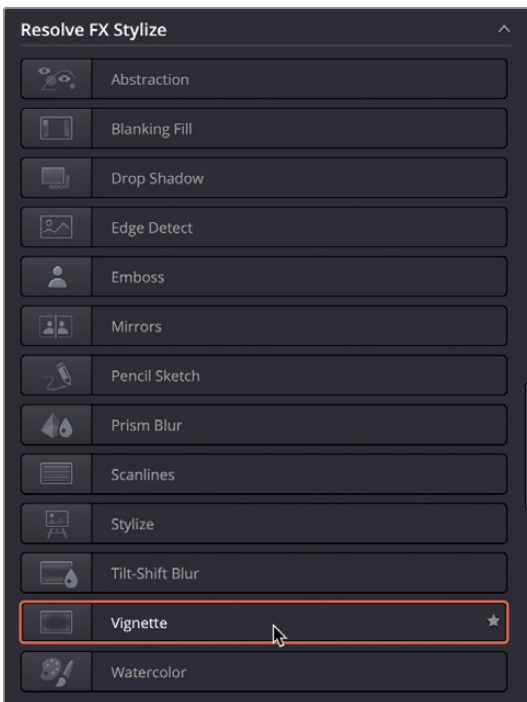 Resolve FX Stylize
Abstraction
Blanking Fill
Drop Shadow
Edge Detect
Emboss
Mirrors
Pencil Sketch
Prism Blur
Scanlines
Stylize
Tilt-Shift Blur
Vignette
Watercolor